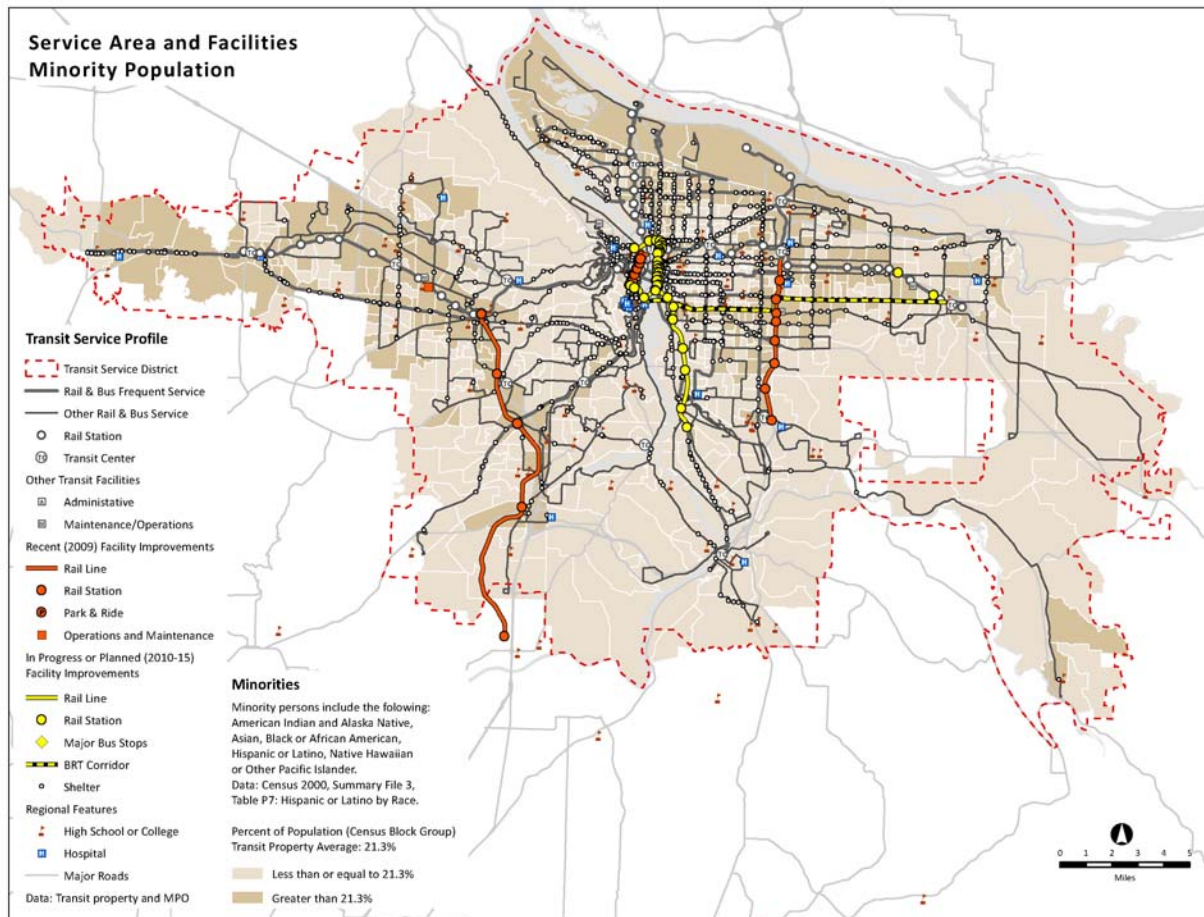 Service Area and Facilities
Minority Population
Transit Service Profile
Transit Service District
Rail & Bus Frequent Service
Other Rail & Bus Service
Rail Station
TC
Transit Center
Other Transit Facilities
Administative
Maintenance/Operations
Recent (2009) Facility Improvements
Rail Line
Rail Station
Park & Ride
Operations and Maintenance
In Progress or Planned (2010-15)
Facility Improvements
Rail Line
Rail Station
Major Bus Stops
BRT Corridor
Shelter
Regional Features
High School or College
H
Hospital
Major Roads
Data: Transit property and MPO
Minorities
Minority persons include the folowing:
American Indian and Alaska Native,
Asian, Black or African American,
Hispanic or Latino, Native Hawaiian
or Other Pacific Islander.
Data: Census 2000, Summary File 3,
Table P7: Hispanic or Latino by Race.
Percent of Population (Census Block Group)
Transit Property Average: 21.3%
Less than or equal to 21.3%
Greater than 21.3%
0 1 2 3 4 5
Miles